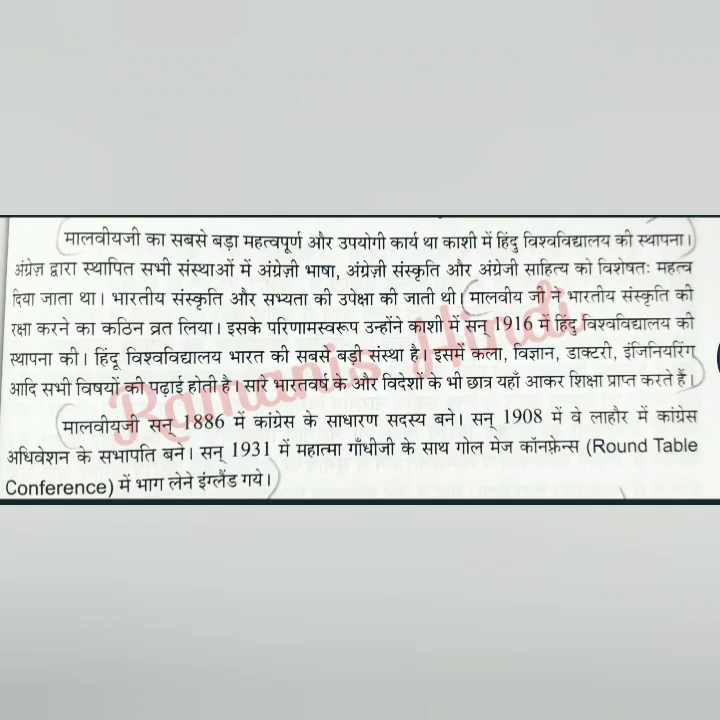 मालवीयजी का सबसे बड़ा महत्वपूर्ण और उपयोगी कार्य था काशी में हिंदु विश्वविद्यालय की स्थापना।
अंग्रेज़ द्वारा स्थापित सभी संस्थाओं में अंग्रेज़ी भाषा, अंग्रेज़ी संस्कृति और अंग्रेजी साहित्य को विशेषतः महत्व
दिया जाता था। भारतीय संस्कृति और सभ्यता की उपेक्षा की जाती थी। मालवीय जी ने भारतीय संस्कृति की
रक्षा करने का कठिन व्रत लिया। इसके परिणामस्वरूप उन्होंने काशी में सन् 1916 में हिंदु विश्वविद्यालय की
स्थापना की। हिंदू विश्वविद्यालय भारत की सबसे बड़ी संस्था है। इसमें कला, विज्ञान, डाक्टरी, इंजिनियरिंग
आदि सभी विषयों की पढ़ाई होती है। सारे भारतवर्ष के और विदेशों के भी छात्र यहाँ आकर शिक्षा प्राप्त करते हैं।
मालवीयजी सन् 1886 में कांग्रेस के साधारण सदस्य बने। सन् 1908 में वे लाहौर में कांग्रेस
अधिवेशन के सभापति बने। सन् 1931 में महात्मा गाँधीजी के साथ गोल मेज कॉनफ़्रेन्स (Round Table
Conference) में भाग लेने इंग्लैंड गये।
Ramani's Hindi